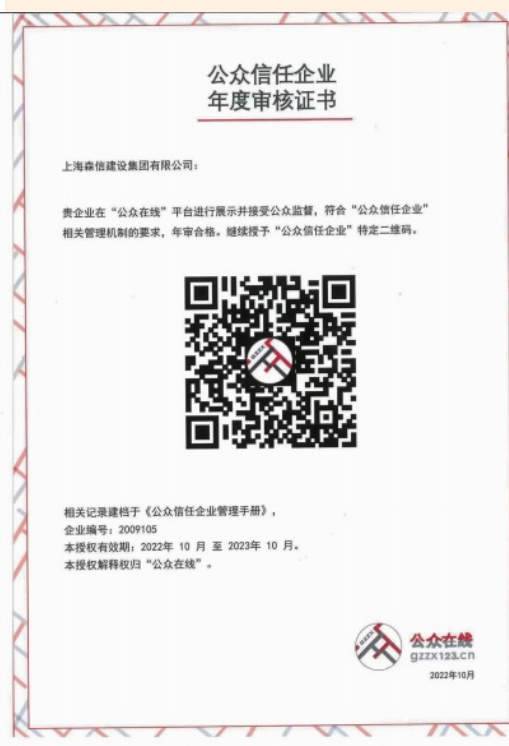 公众信任企业
年度审核证书
上海森信建设集团有限公司：
贵企业在“公众在线”平台进行展示并接受公众监督，符合“公众信任企业”
相关管理机制的要求，年审合格。继续授予“公众信任企业”特定二维码。
GZZX
相关记录建档于《公众信任企业管理手册》，
企业编号：2009105
本授权有效期：2022年 10 月 至 2023年 10 月。
本授权解释权归“公众在线”。
GZZX
公众在线
gzzx123.cn
2022年10月